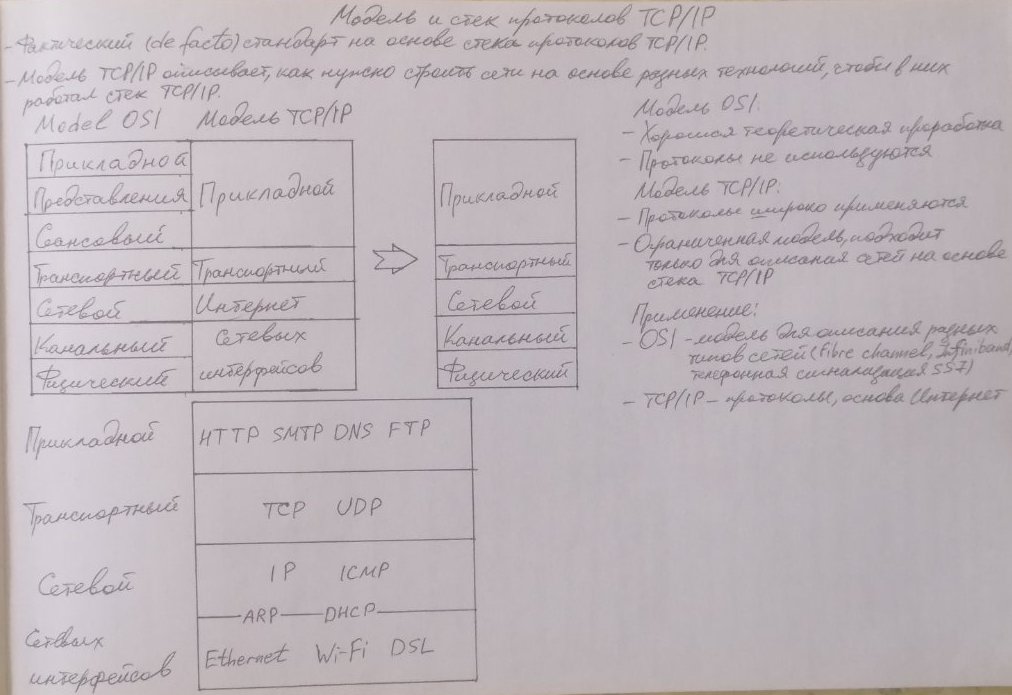 Модель и стек протоколов TCP/IP
- Фактический (de facto) стандарт на основе стека протоколов TCP/IP.
- Модель TCP/IP описывает, как нужно строить сети на основе разных технологий, чтобы в них
работал стек TCP/IP.
Model OSI
Модель TCP/IP
Прикладной
Представления
Сеансовый
Транспортный
Сетевой
Канальный
Физический
Прикладной
Транспортный
Интернет
Сетевых
интерфейсов
Прикладной
Транспортный
Сетевой
Канальный
Физический
Модель OSI:
- Хорошая теоретическая проработка
- Протоколы не используются
Модель TCP/IP:
- Протоколы широко применяются
- Ограниченная модель, подходит
только для описания сетей на основе
стека TCP/IP
Применение:
- OSI - модель для описания разных
типов сетей (Fibre channel, Infiniband,
телефонная сигнализация SS7)
- TCP/IP - протоколы, основа Интернет
Прикладной
HTTP SMTP DNS FTP
Транспортный
TCP UDP
Сетевой
IP ICMP
ARP DHCP
Сетевых
интерфейсов
Ethernet Wi-Fi DSL